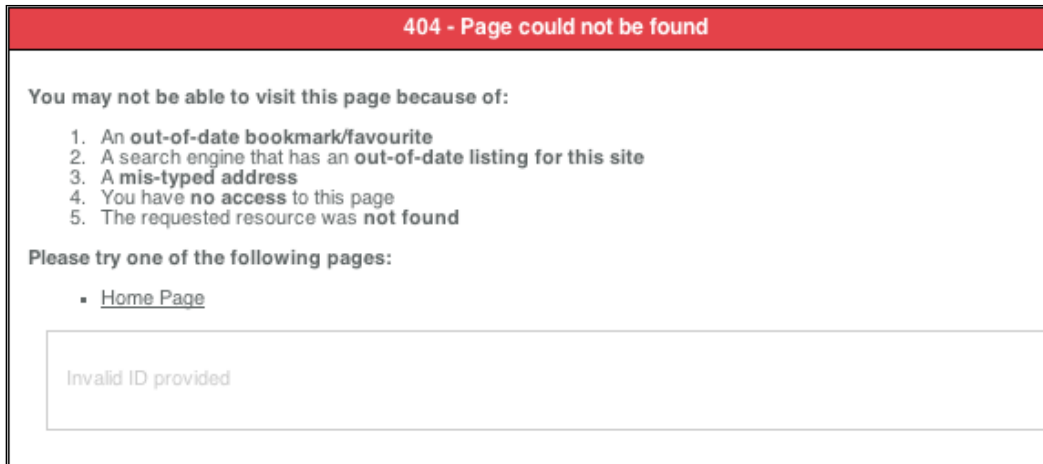 404 - Page could not be found
You may not be able to visit this page because of:
1. An out-of-date bookmark/favourite
2. A search engine that has an out-of-date listing for this site
3. A mis-typed address
4. You have no access to this page
5. The requested resource was not found
Please try one of the following pages:
▪ Home Page
Invalid ID provided